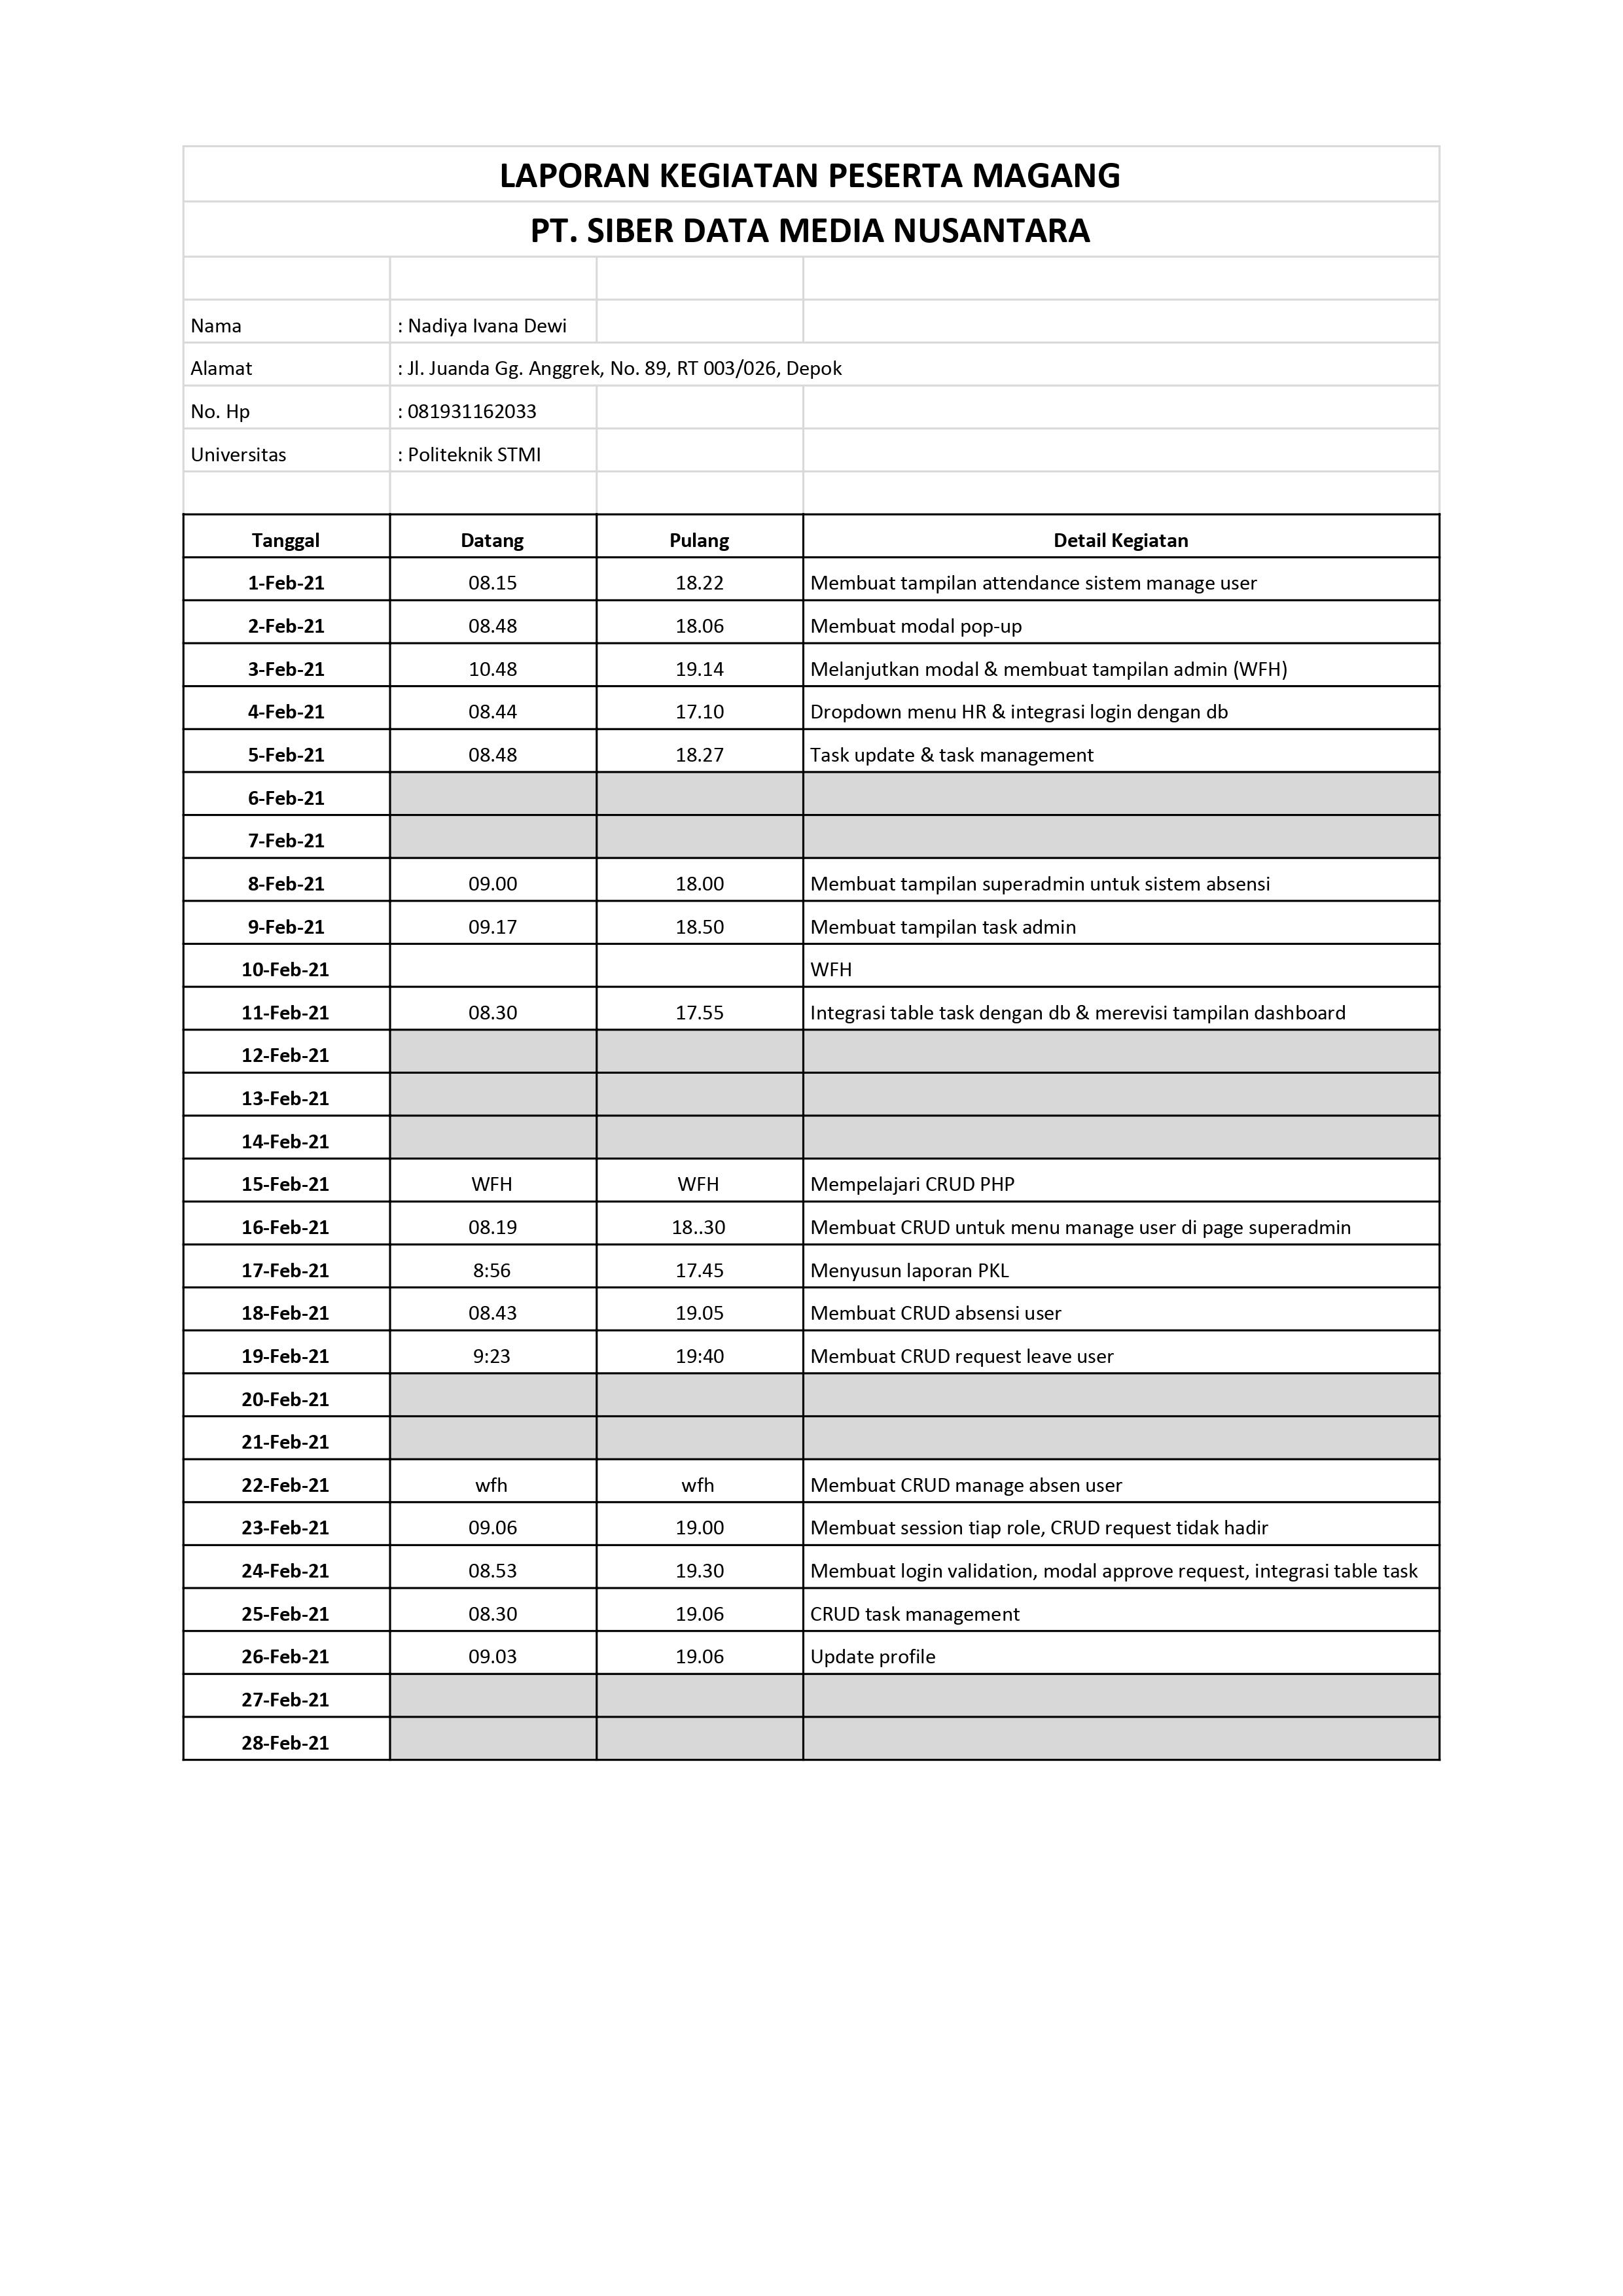 LAPORAN KEGIATAN PESERTA MAGANG
PT. SIBER DATA MEDIA NUSANTARA
Nama : Nadiya Ivana Dewi
Alamat : Jl. Juanda Gg. Anggrek, No. 89, RT 003/026, Depok
No. Hp : 081931162033
Universitas : Politeknik STMI
Tanggal Datang Pulang Detail Kegiatan
1-Feb-21 08.15 18.22 Membuat tampilan attendance sistem manage user
2-Feb-21 08.48 18.06 Membuat modal pop-up
3-Feb-21 10.48 19.14 Melanjutkan modal & membuat tampilan admin (WFH)
4-Feb-21 08.44 17.10 Dropdown menu HR & integrasi login dengan db
5-Feb-21 08.48 18.27 Task update & task management
6-Feb-21
7-Feb-21
8-Feb-21 09.00 18.00 Membuat tampilan superadmin untuk sistem absensi
9-Feb-21 09.17 18.50 Membuat tampilan task admin
10-Feb-21 WFH
11-Feb-21 08.30 17.55 Integrasi table task dengan db & merevisi tampilan dashboard
12-Feb-21
13-Feb-21
14-Feb-21
15-Feb-21 WFH WFH Mempelajari CRUD PHP
16-Feb-21 08.19 18..30 Membuat CRUD untuk menu manage user di page superadmin
17-Feb-21 8:56 17.45 Menyusun laporan PKL
18-Feb-21 08.43 19.05 Membuat CRUD absensi user
19-Feb-21 9:23 19:40 Membuat CRUD request leave user
20-Feb-21
21-Feb-21
22-Feb-21 wfh wfh Membuat CRUD manage absen user
23-Feb-21 09.06 19.00 Membuat session tiap role, CRUD request tidak hadir
24-Feb-21 08.53 19.30 Membuat login validation, modal approve request, integrasi table task
25-Feb-21 08.30 19.06 CRUD task management
26-Feb-21 09.03 19.06 Update profile
27-Feb-21
28-Feb-21